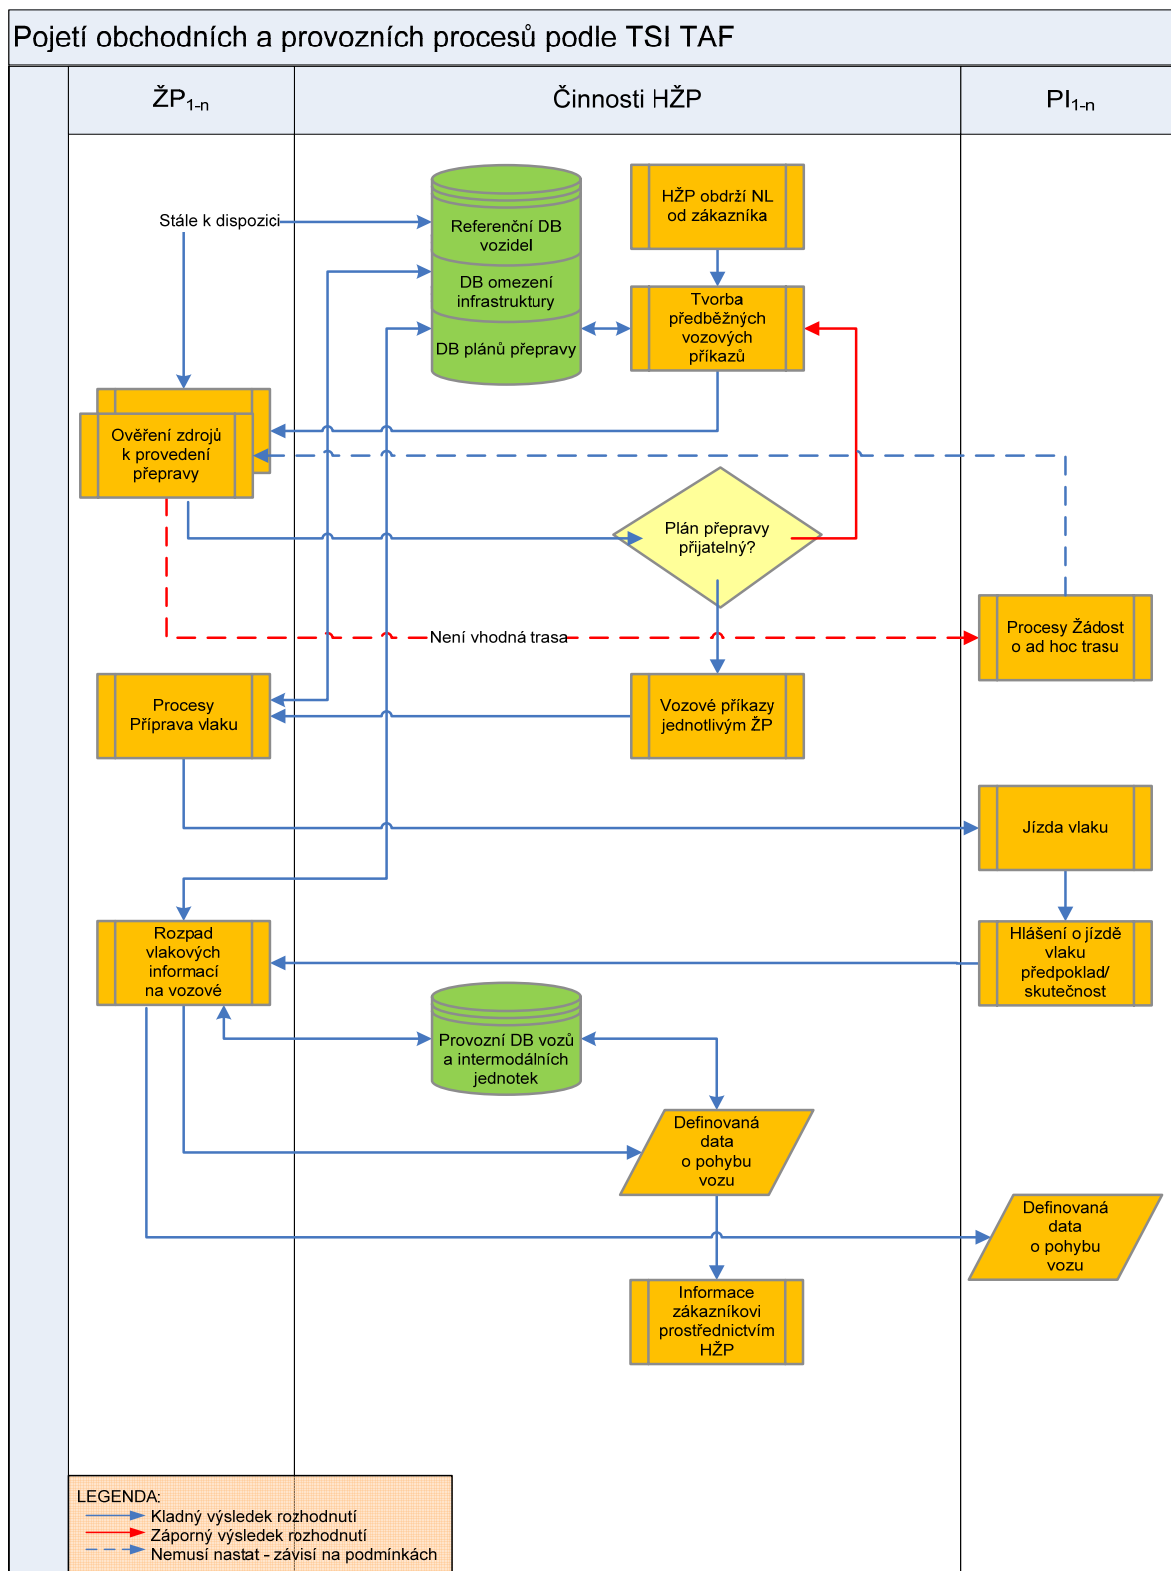 Pojetí obchodních a provozních procesů podle TSI TAF
ŽP1-n
Činnosti HŽP
PI1-n
HŽP obdrží NL
od zákazníka
Stále k dispozici
Referenční DB
vozidel
DB omezení
infrastruktury
DB plánů přepravy
Tvorba
předběžných
vozových
příkazů
Ověření zdrojů
k provedení
přepravy
Plán přepravy
přijatelný?
Není vhodná trasa
Procesy Žádost
o ad hoc trasu
Procesy
Příprava vlaku
Vozové příkazy
jednotlivým ŽP
Jízda vlaku
Rozpad
vlakových
informací
na vozové
Hlášení o jízdě
vlaku
předpoklad/
skutečnost
Provozní DB vozů
a intermodálních
jednotek
Definovaná
data
o pohybu
vozu
Definovaná
data
o pohybu
vozu
Informace
zákazníkovi
prostřednictvím
HŽP
LEGENDA:
Kladný výsledek rozhodnutí
Záporný výsledek rozhodnutí
Nemusí nastat - závisí na podmínkách